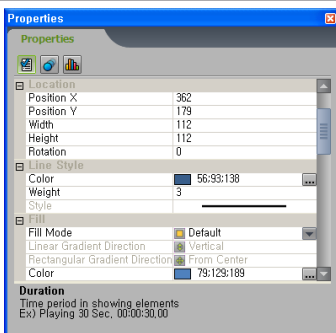 Properties
Properties
Location
Position X 362
Position Y 179
Width 112
Height 112
Rotation 0
Line Style
Color 56;93;138 ...
Weight 3
Style
Fill
Fill Mode Default
Linear Gradient Direction Vertical
Rectangular Gradient Direction From Center
Color 79;129;189 ...
Duration
Time period in showing elements
Ex) Playing 30 Sec, 00:00:30,00